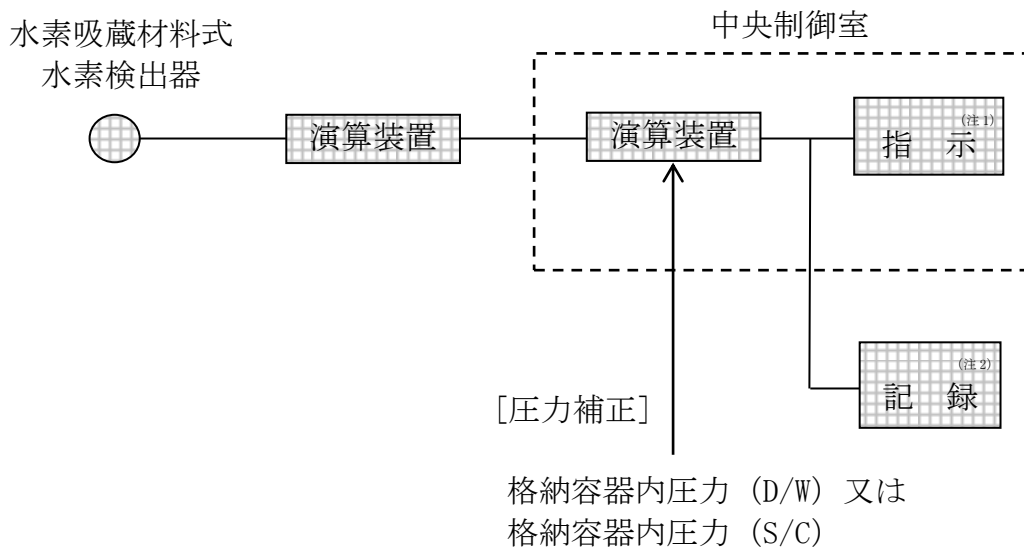 中央制御室
水素吸蔵材料式
水素検出器
演算装置
演算装置
(注1)
指　示
(注2)
記　録
[圧力補正]
格納容器内圧力 (D/W) 又は
格納容器内圧力 (S/C)